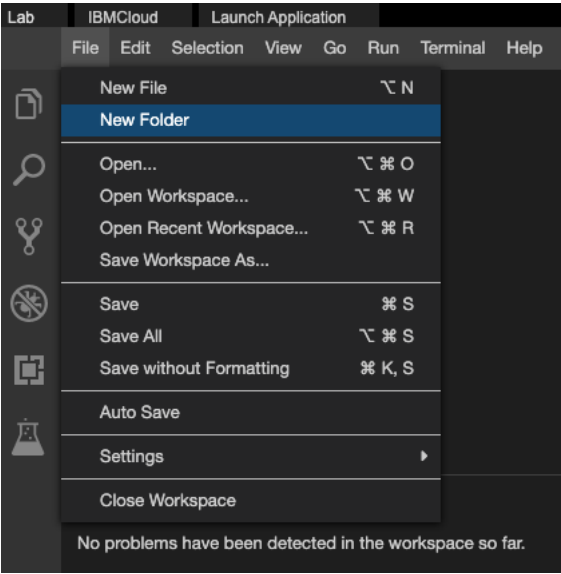 Lab IBMCloud Launch Application
File Edit Selection View Go Run Terminal Help
New File ⌥ N
New Folder
Open... ⌥ ⌘ O
Open Workspace... ⌥ ⌘ W
Open Recent Workspace... ⌥ ⌘ R
Save Workspace As...
Save ⌘ S
Save All ⌥ ⌘ S
Save without Formatting ⌘ K, S
Auto Save
Settings
Close Workspace
No problems have been detected in the workspace so far.